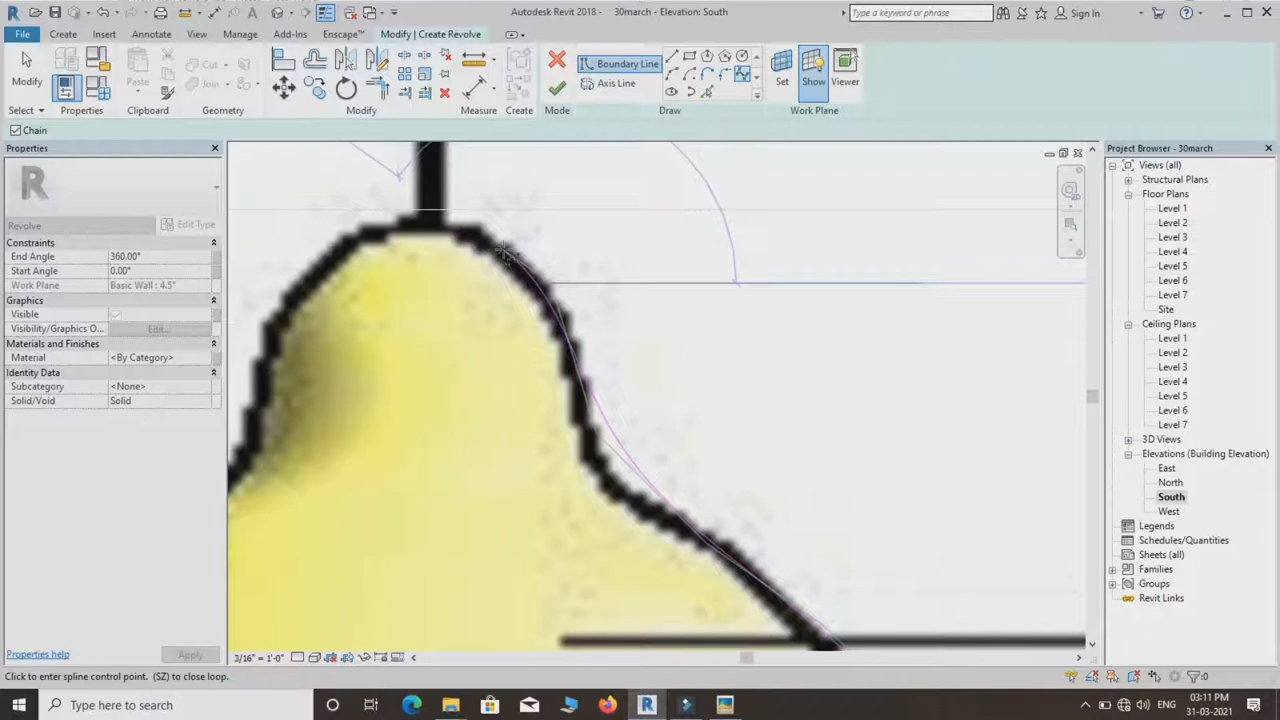 Autodesk Revit 2018 - 30march - Elevation: South
Type a keyword or phrase
Sign In
File Create Insert Annotate View Manage Add-Ins Enscape™ Modify | Create Revolve
Modify
Paste
Cut
Join
Boundary Line
Axis Line
Set Show Viewer
Select Properties Clipboard Geometry Modify Measure Create Mode Draw Work Plane
Chain
Properties
Project Browser - 30march
Revolve
Edit Type
Constraints
End Angle 360.00°
Start Angle 0.00°
Work Plane Basic Wall : 4.5"
Graphics
Visible
Visibility/Graphics O... Edit...
Materials and Finishes
Material <By Category>
Identity Data
Subcategory <None>
Solid/Void Solid
Properties help
Apply
Views (all)
Structural Plans
Floor Plans
Level 1
Level 2
Level 3
Level 4
Level 5
Level 6
Level 7
Site
Ceiling Plans
Level 1
Level 2
Level 3
Level 4
Level 5
Level 6
Level 7
3D Views
Elevations (Building Elevation)
East
North
South
West
Legends
Schedules/Quantities
Sheets (all)
Families
Groups
Revit Links
3/16" = 1'-0"
Click to enter spline control point. (SZ) to close loop.
:0
Type here to search
ENG
03:11 PM
31-03-2021